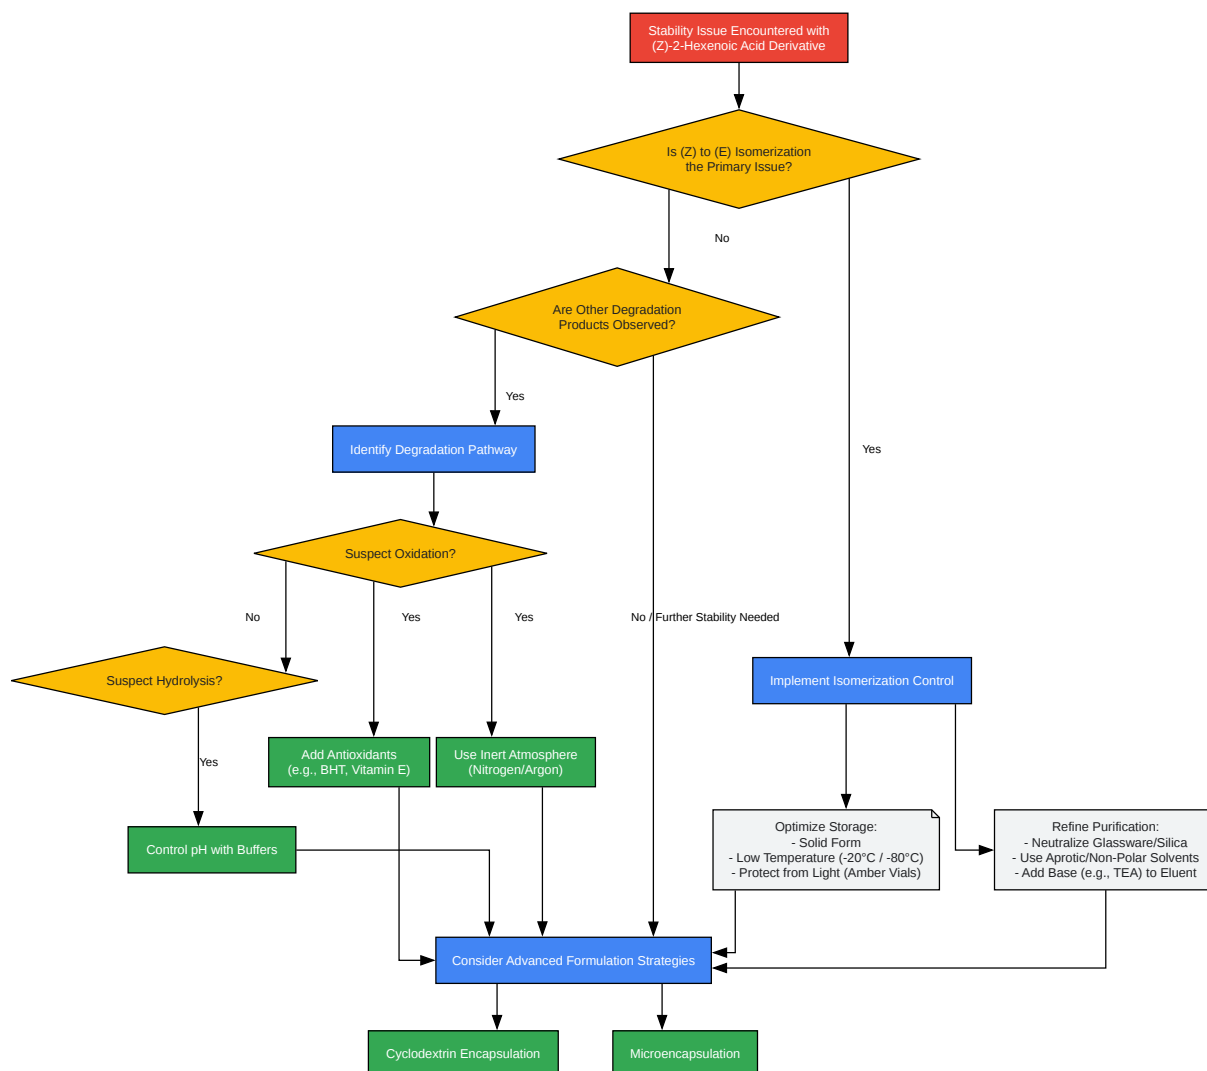 Stability Issue Encountered with
(Z)-2-Hexenoic Acid Derivative
Is (Z) to (E) Isomerization
the Primary Issue?
No
Are Other Degradation
Products Observed?
Yes
Identify Degradation Pathway
Yes
Suspect Oxidation?
No
Yes
Yes
No / Further Stability Needed
Suspect Hydrolysis?
Implement Isomerization Control
Yes
Add Antioxidants
(e.g., BHT, Vitamin E)
Use Inert Atmosphere
(Nitrogen/Argon)
Control pH with Buffers
Optimize Storage:
- Solid Form
- Low Temperature (-20°C / -80°C)
- Protect from Light (Amber Vials)
Refine Purification:
- Neutralize Glassware/Silica
- Use Aprotic/Non-Polar Solvents
- Add Base (e.g., TEA) to Eluent
Consider Advanced Formulation Strategies
Cyclodextrin Encapsulation
Microencapsulation